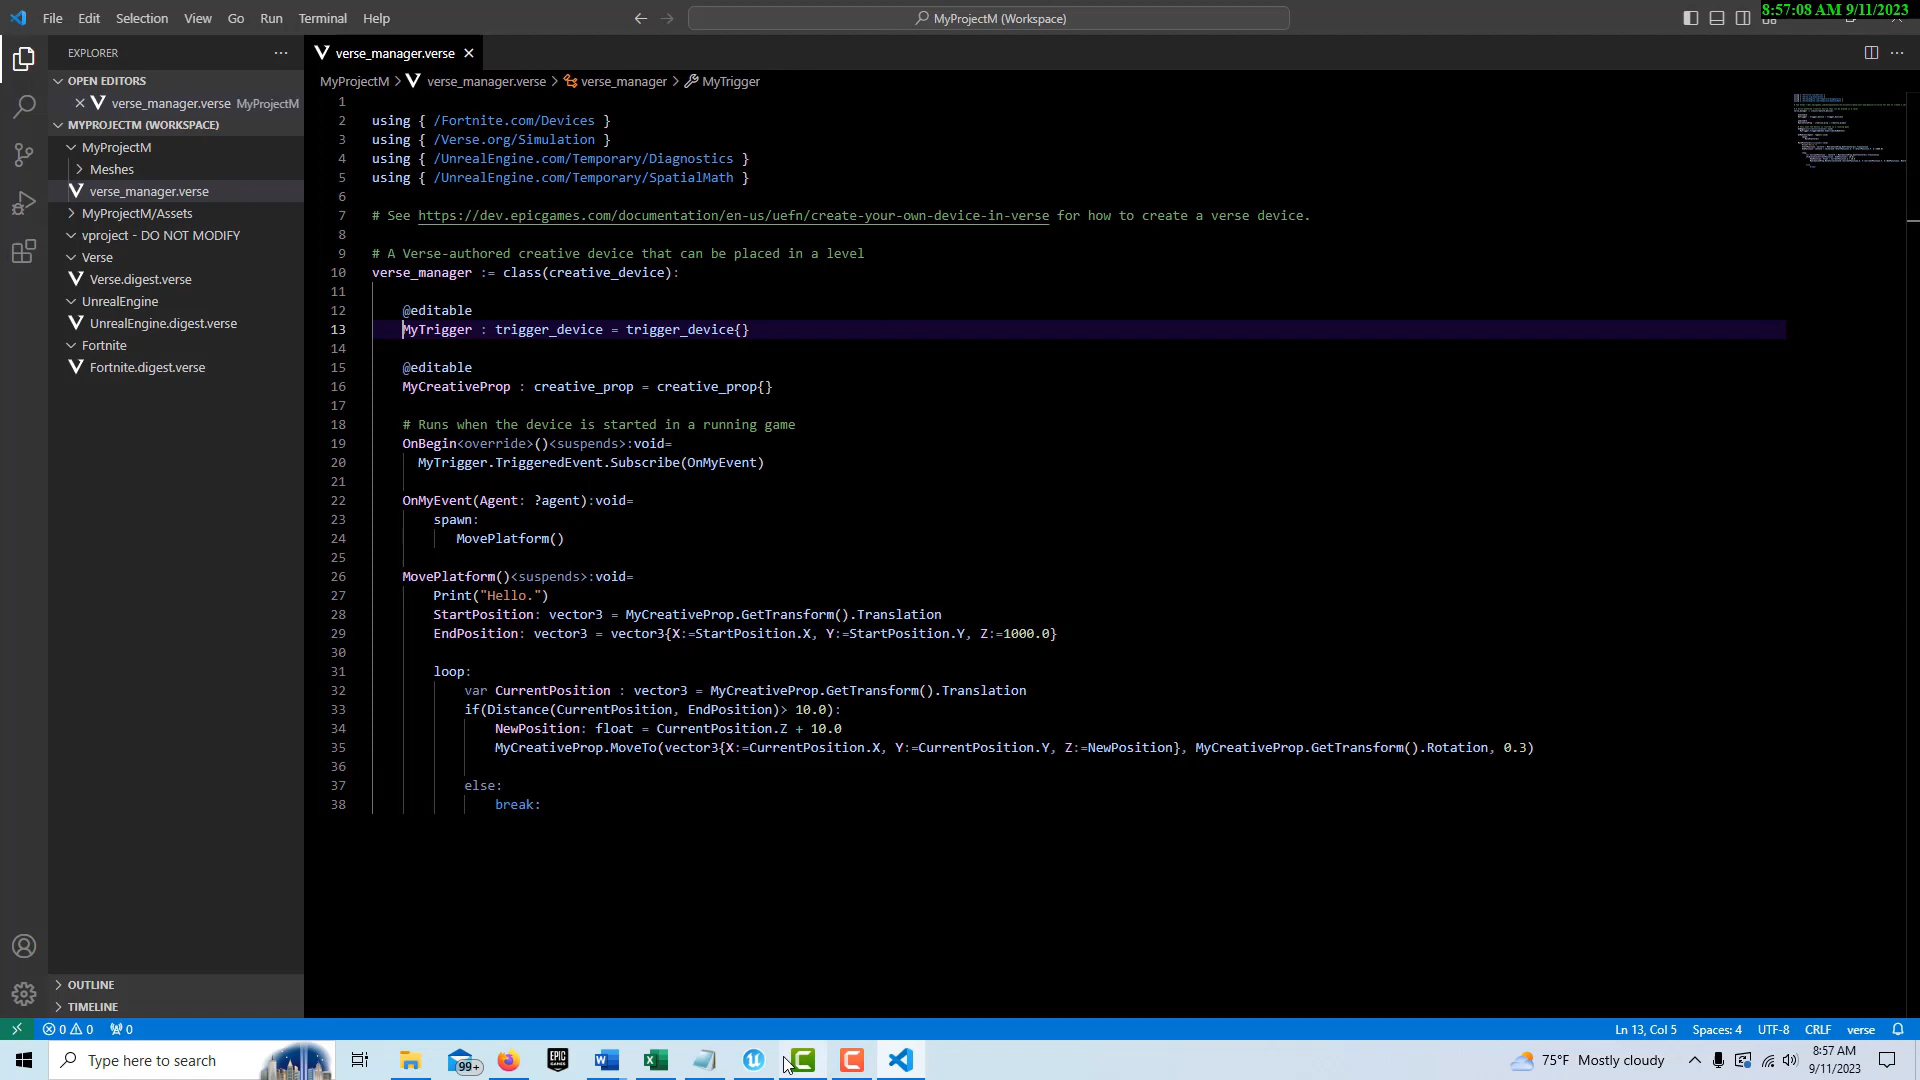 File Edit Selection View Go Run Terminal Help
MyProjectM (Workspace)
8:57:08 AM 9/11/2023
EXPLORER
OPEN EDITORS
verse_manager.verse MyProjectM
MYPROJECTM (WORKSPACE)
MyProjectM
Meshes
verse_manager.verse
MyProjectM/Assets
vproject - DO NOT MODIFY
Verse
Verse.digest.verse
UnrealEngine
UnrealEngine.digest.verse
Fortnite
Fortnite.digest.verse
OUTLINE
TIMELINE
verse_manager.verse
MyProjectM > verse_manager.verse > verse_manager > MyTrigger
1
2 using { /Fortnite.com/Devices }
3 using { /Verse.org/Simulation }
4 using { /UnrealEngine.com/Temporary/Diagnostics }
5 using { /UnrealEngine.com/Temporary/SpatialMath }
6
7 # See https://dev.epicgames.com/documentation/en-us/uefn/create-your-own-device-in-verse for how to create a verse device.
8
9 # A Verse-authored creative device that can be placed in a level
10 verse_manager := class(creative_device):
11
12 @editable
13 MyTrigger : trigger_device = trigger_device{}
14
15 @editable
16 MyCreativeProp : creative_prop = creative_prop{}
17
18 # Runs when the device is started in a running game
19 OnBegin<override>()<suspends>:void=
20 MyTrigger.TriggeredEvent.Subscribe(OnMyEvent)
21
22 OnMyEvent(Agent: ?agent):void=
23 spawn:
24 MovePlatform()
25
26 MovePlatform()<suspends>:void=
27 Print("Hello.")
28 StartPosition: vector3 = MyCreativeProp.GetTransform().Translation
29 EndPosition: vector3 = vector3{X:=StartPosition.X, Y:=StartPosition.Y, Z:=1000.0}
30
31 loop:
32 var CurrentPosition : vector3 = MyCreativeProp.GetTransform().Translation
33 if(Distance(CurrentPosition, EndPosition)> 10.0):
34 NewPosition: float = CurrentPosition.Z + 10.0
35 MyCreativeProp.MoveTo(vector3{X:=CurrentPosition.X, Y:=CurrentPosition.Y, Z:=NewPosition}, MyCreativeProp.GetTransform().Rotation, 0.3)
36
37 else:
38 break:
0 0 0
Ln 13, Col 5 Spaces: 4 UTF-8 CRLF verse
Type here to search
99+
EPIC GAMES
75°F Mostly cloudy
8:57 AM
9/11/2023